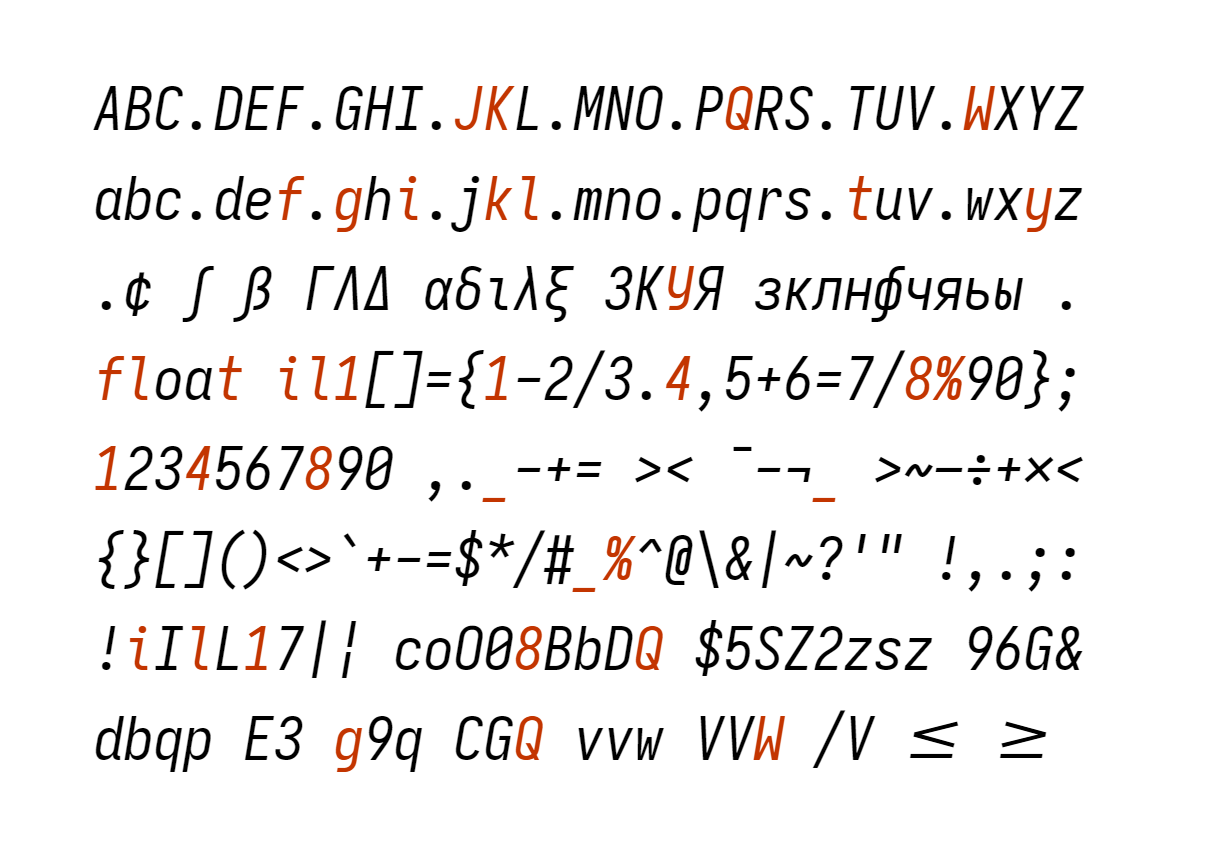 ABC.DEF.GHI.JKL.MNO.PQRS.TUV.WXYZ
abc.def.ghi.jkl.mno.pqrs.tuv.wxyz
.¢ ∫ ß ΓΛΔ αδιλξ ЗКУЯ зклнфчяьы .
float il1[]={1-2/3.4,5+6=7/8%90};
1234567890 ,._-+= >< ¯-¬_ >~–÷+×<
{}[]()<>`+-=$*/#_%^@\&|~?'" !,.;:
!iIlL17|¦ coO08BbDQ $5SZ2zsz 96G&
dbqp E3 g9q CGQ vvw VVW /V ≤ ≥